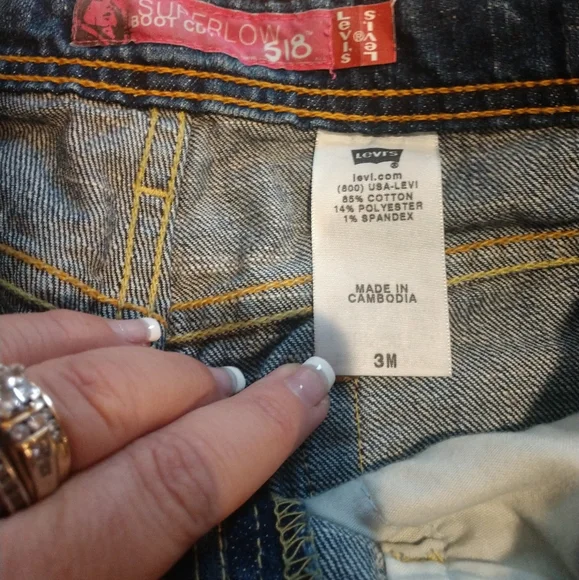 SUPERLOW
BOOT CUT
518
Levi's®
Levi's
Levi's
®
levi.com
(800) USA-LEVI
85% COTTON
14% POLYESTER
1% SPANDEX
MADE IN
CAMBODIA
3M